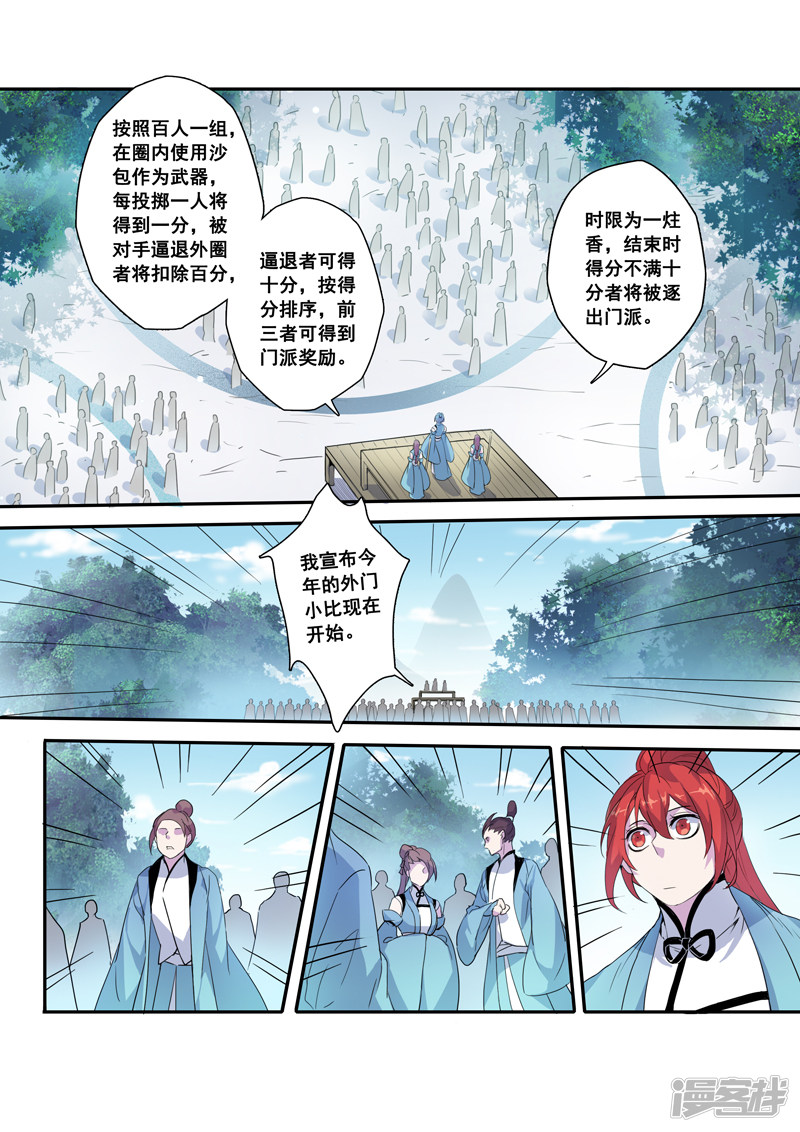 按照百人一组，
在圈内使用沙
包作为武器，
每投掷一人将
得到一分，被
对手逼退外圈
者将扣除百分，
逼退者可得
十分，按得
分排序，前
三者可得到
门派奖励。
时限为一炷
香，结束时
得分不满十
分者将被逐
出门派。
我宣布今
年的外门
小比现在
开始。
漫客栈